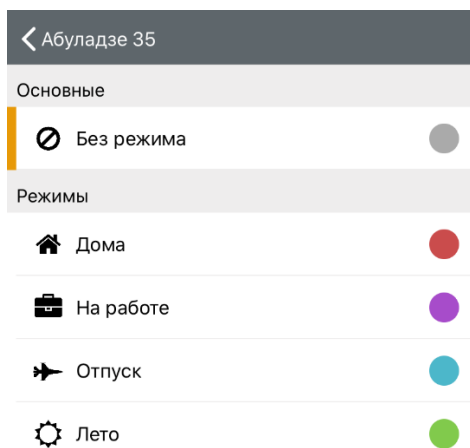 Абуладзе 35
Основные
Без режима
Режимы
Дома
На работе
Отпуск
Лето